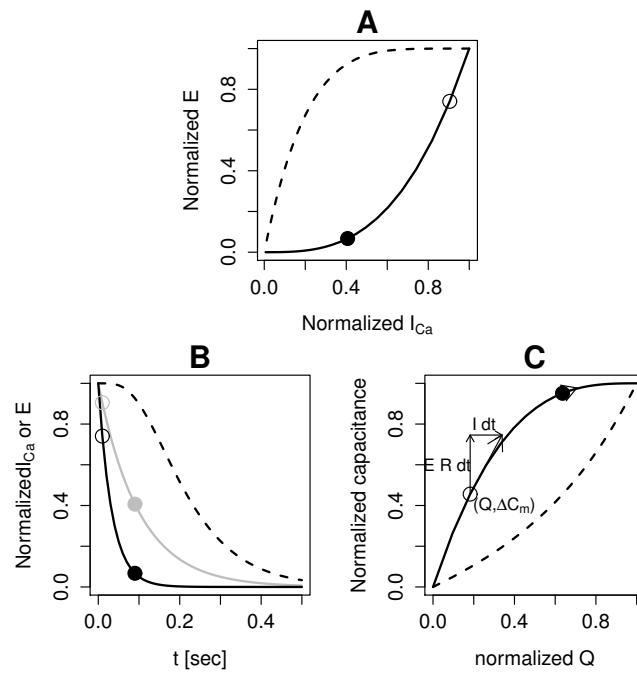 A
Normalized E
0.0
0.4
0.8
0.0
0.4
0.8
Normalized I_Ca
B
NormalizedI_Ca or E
0.0
0.4
0.8
0.0
0.2
0.4
t [sec]
C
Normalized capacitance
0.0
0.4
0.8
I dt
E R dt
(Q,ΔC_m)
0.0
0.4
0.8
normalized Q